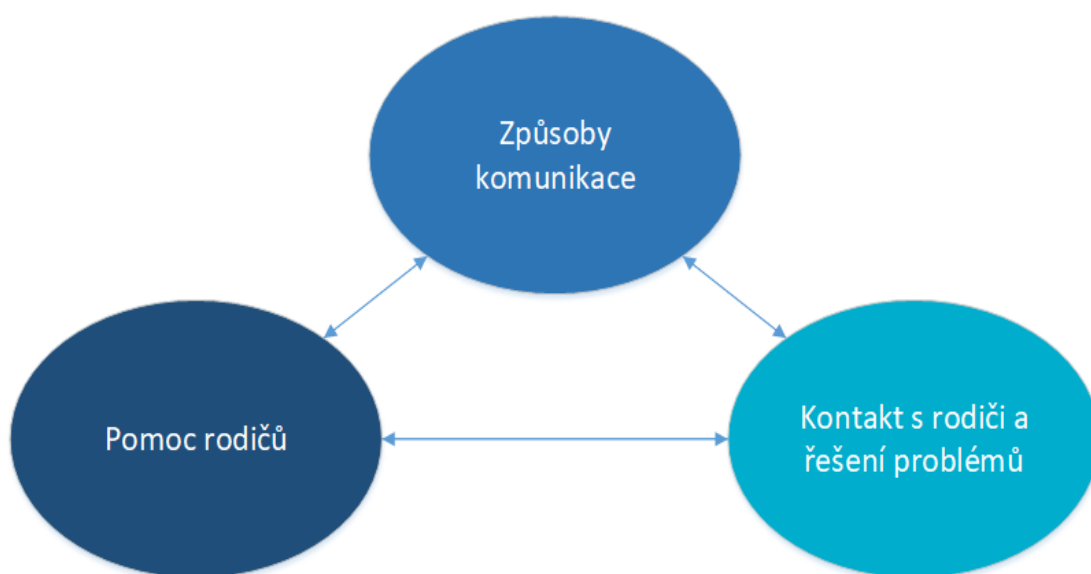 Způsoby
komunikace
Pomoc rodičů
Kontakt s rodiči a
řešení problémů